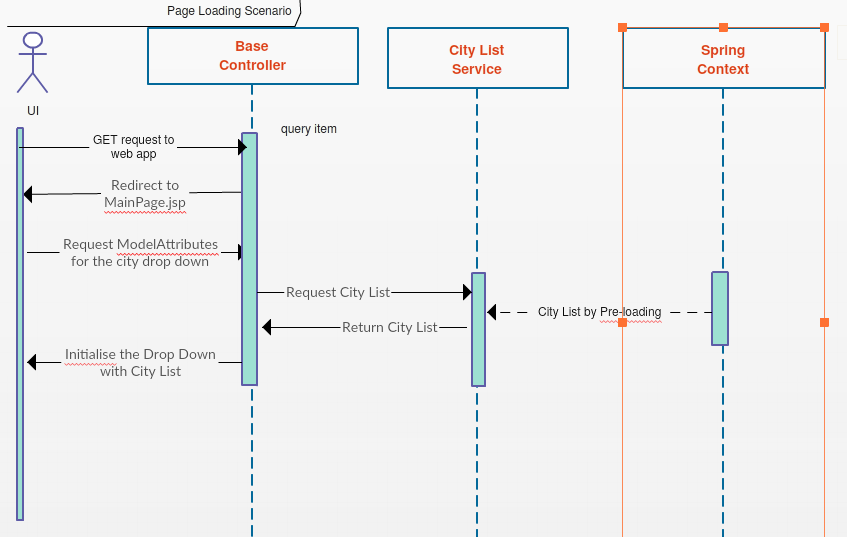 Page Loading Scenario
Base
Controller
City List
Service
Spring
Context
UI
query item
GET request to
web app
Redirect to
MainPage.jsp
Request ModelAttributes
for the city drop down
Request City List
City List by Pre-loading
Return City List
Initialise the Drop Down
with City List